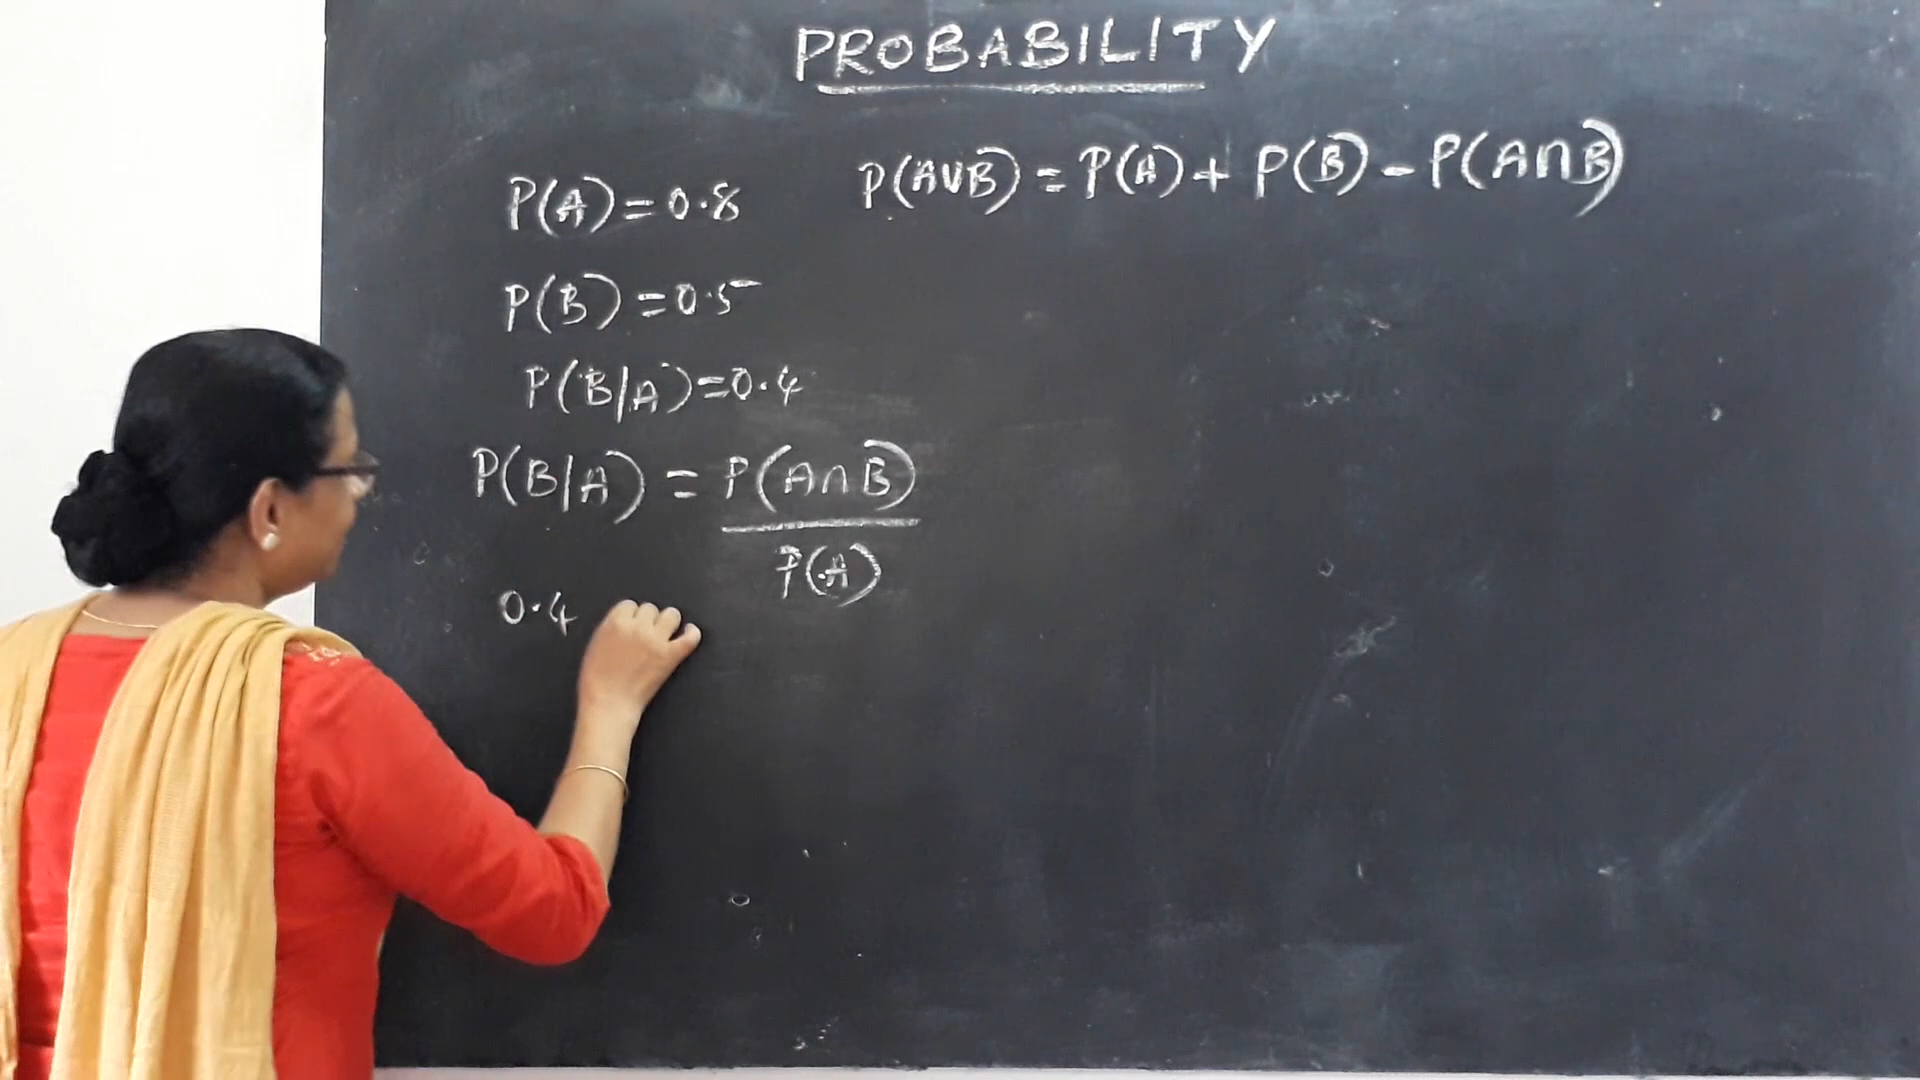 PROBABILITY
P(A) = 0.8
P(A∪B) = P(A) + P(B) - P(A∩B)
P(B) = 0.5
P(B/A) = 0.4
P(B/A) = P(A∩B)
P(A)
0.4